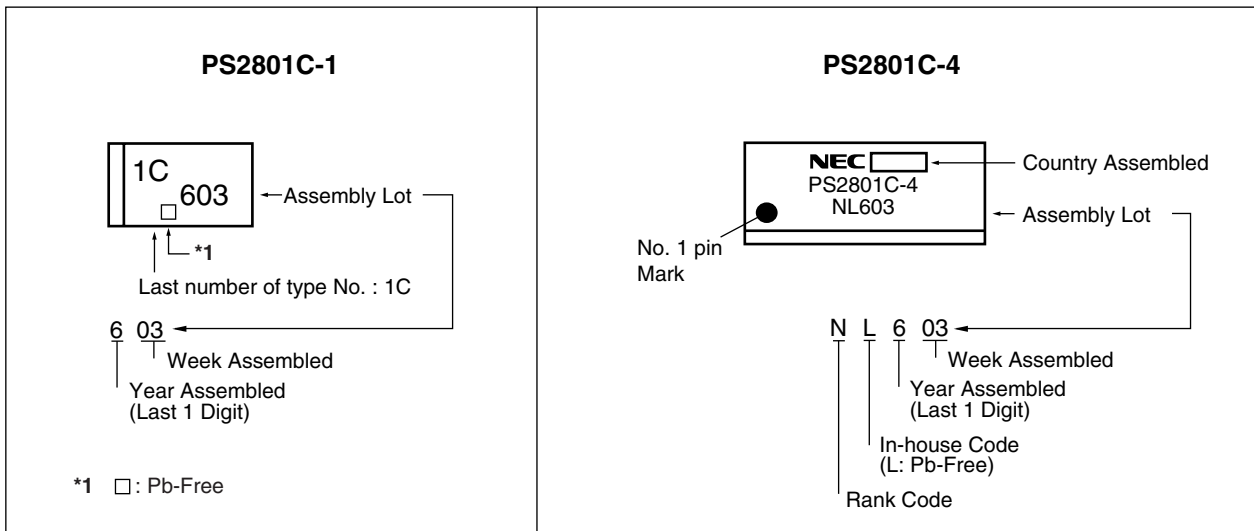 PS2801C-1
1C
603
Assembly Lot
*1
Last number of type No. : 1C
6 03
Week Assembled
Year Assembled
(Last 1 Digit)
*1 □ : Pb-Free
PS2801C-4
NEC
Country Assembled
PS2801C-4
NL603
Assembly Lot
No. 1 pin
Mark
N L 6 03
Week Assembled
Year Assembled
(Last 1 Digit)
In-house Code
(L: Pb-Free)
Rank Code